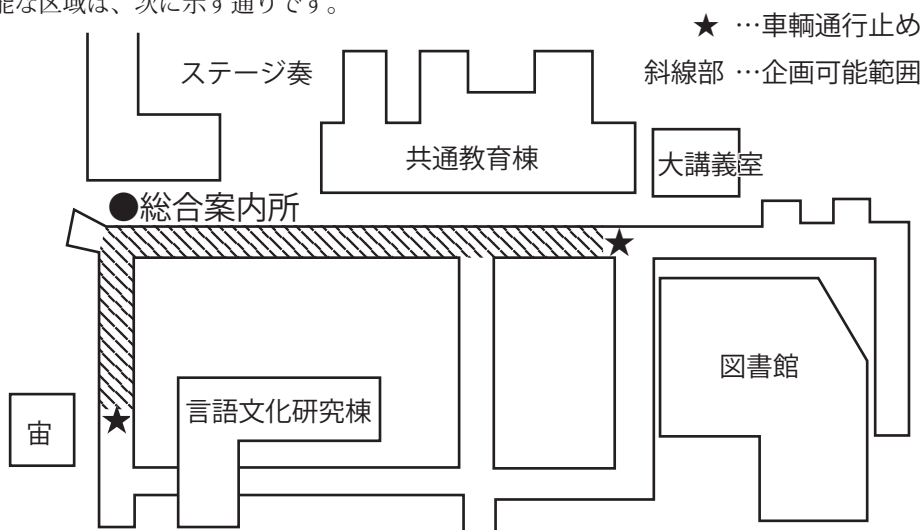 能な区域は、次に示す通りです。
★ …車輌通行止め
ステージ奏
斜線部 …企画可能範囲
共通教育棟
大講義室
●総合案内所
★
図書館
言語文化研究棟
★
宙